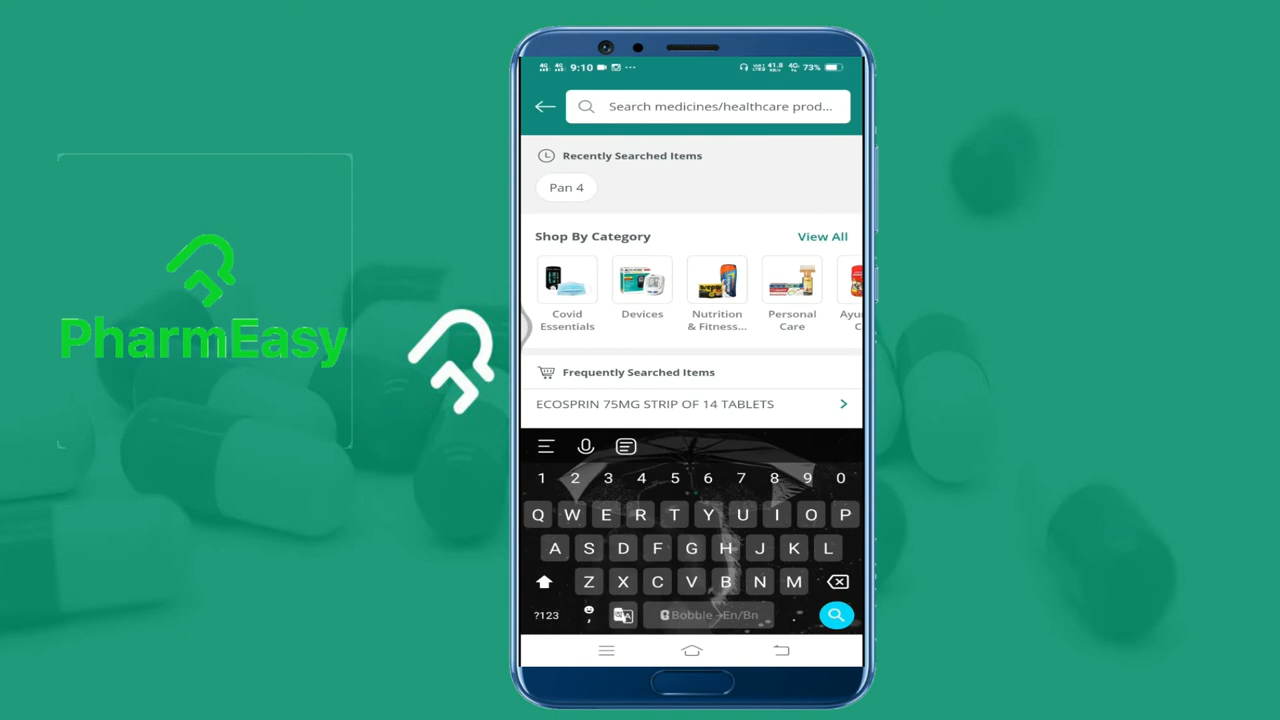 PharmEasy
9:10
73%
Search medicines/healthcare prod...
Recently Searched Items
Pan 4
Shop By Category
View All
Covid
Essentials
Devices
Nutrition
& Fitness...
Personal
Care
Ayu
C
Frequently Searched Items
ECOSPRIN 75MG STRIP OF 14 TABLETS
1 2 3 4 5 6 7 8 9 0
Q W E R T Y U I O P
A S D F G H J K L
Z X C V B N M
?123
Bobble
En/Bn